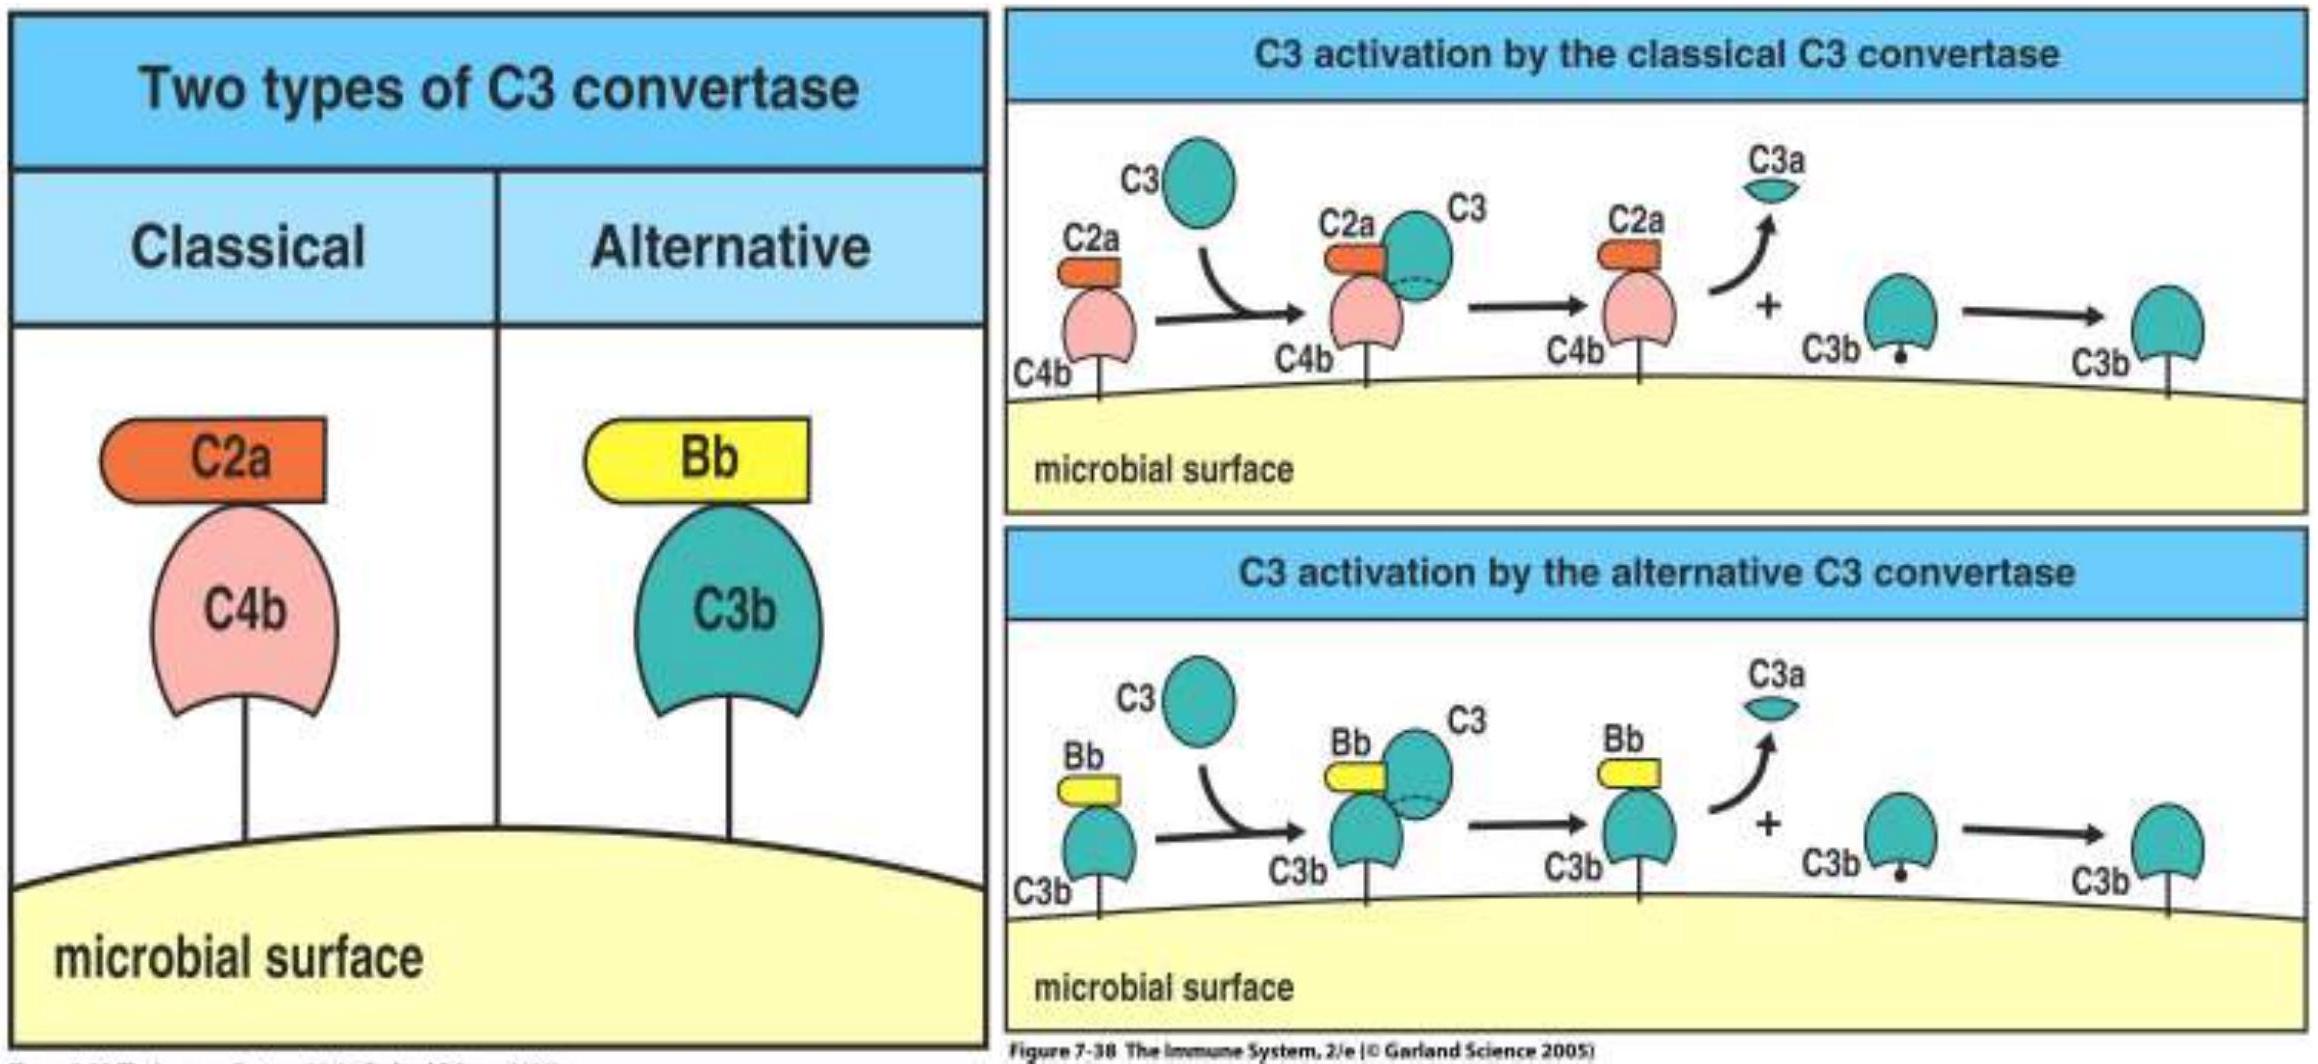 Two types of C3 convertase
Classical
Alternative
C2a
Bb
C4b
C3b
microbial surface
C3 activation by the classical C3 convertase
C3
C3a
C2a
C2a
C3
C2a
C4b
C4b
C4b
C3b
C3b
+
microbial surface
C3 activation by the alternative C3 convertase
C3
C3a
Bb
Bb
C3
Bb
C3b
C3b
C3b
C3b
C3b
+
microbial surface
Figure 7-38 The Immune System, 2/e (© Garland Science 2005)